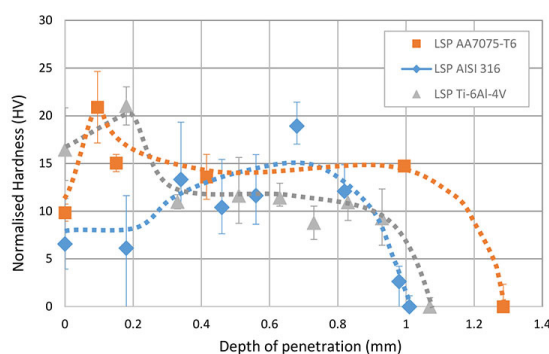 30
25
20
15
10
5
0
Normalised Hardness (HV)
LSP AA7075-T6
LSP AISI 316
LSP Ti-6Al-4V
0 0.2 0.4 0.6 0.8 1 1.2 1.4
Depth of penetration (mm)